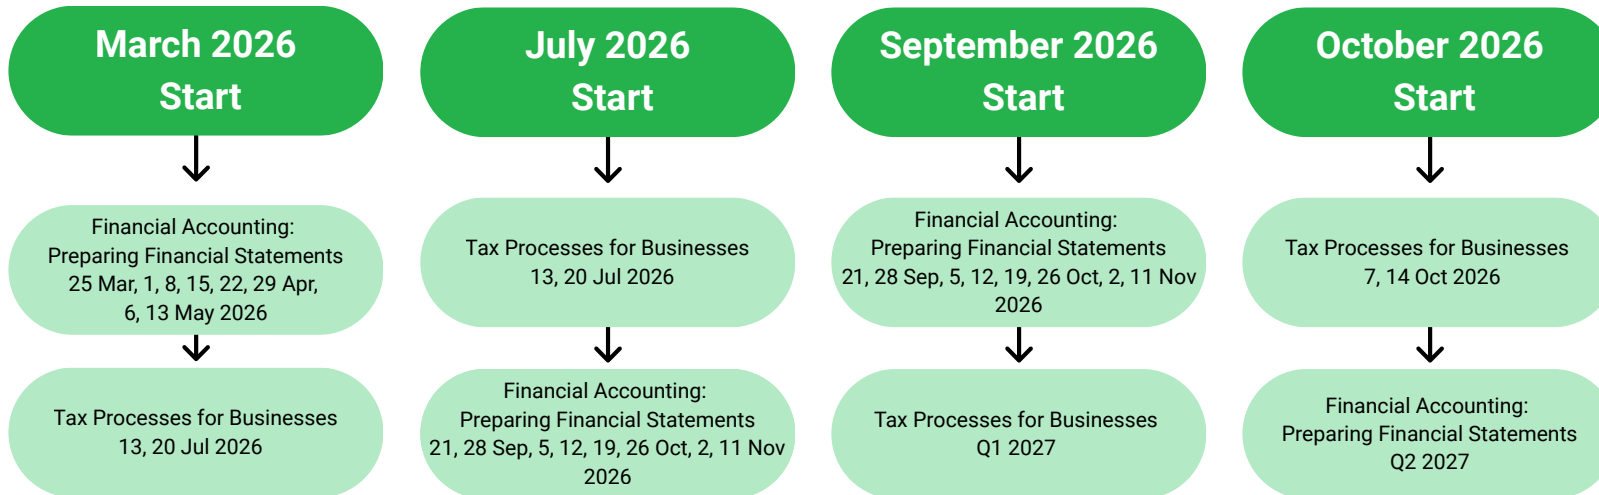 March 2026
Start
Financial Accounting:
Preparing Financial Statements
25 Mar, 1, 8, 15, 22, 29 Apr,
6, 13 May 2026
Tax Processes for Businesses
13, 20 Jul 2026
July 2026
Start
Tax Processes for Businesses
13, 20 Jul 2026
Financial Accounting:
Preparing Financial Statements
21, 28 Sep, 5, 12, 19, 26 Oct, 2, 11 Nov
2026
September 2026
Start
Financial Accounting:
Preparing Financial Statements
21, 28 Sep, 5, 12, 19, 26 Oct, 2, 11 Nov
2026
Tax Processes for Businesses
Q1 2027
October 2026
Start
Tax Processes for Businesses
7, 14 Oct 2026
Financial Accounting:
Preparing Financial Statements
Q2 2027